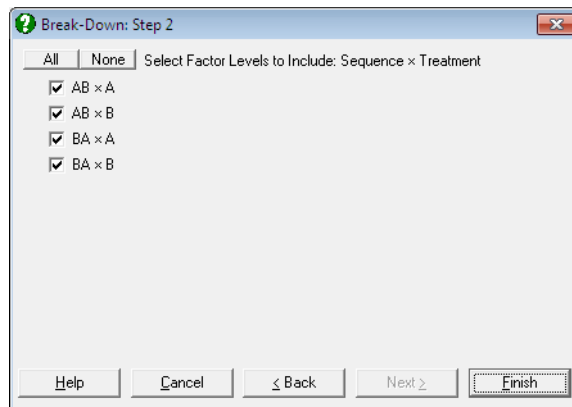 Break-Down: Step 2
All None Select Factor Levels to Include: Sequence × Treatment
AB × A
AB × B
BA × A
BA × B
Help Cancel < Back Next > Finish